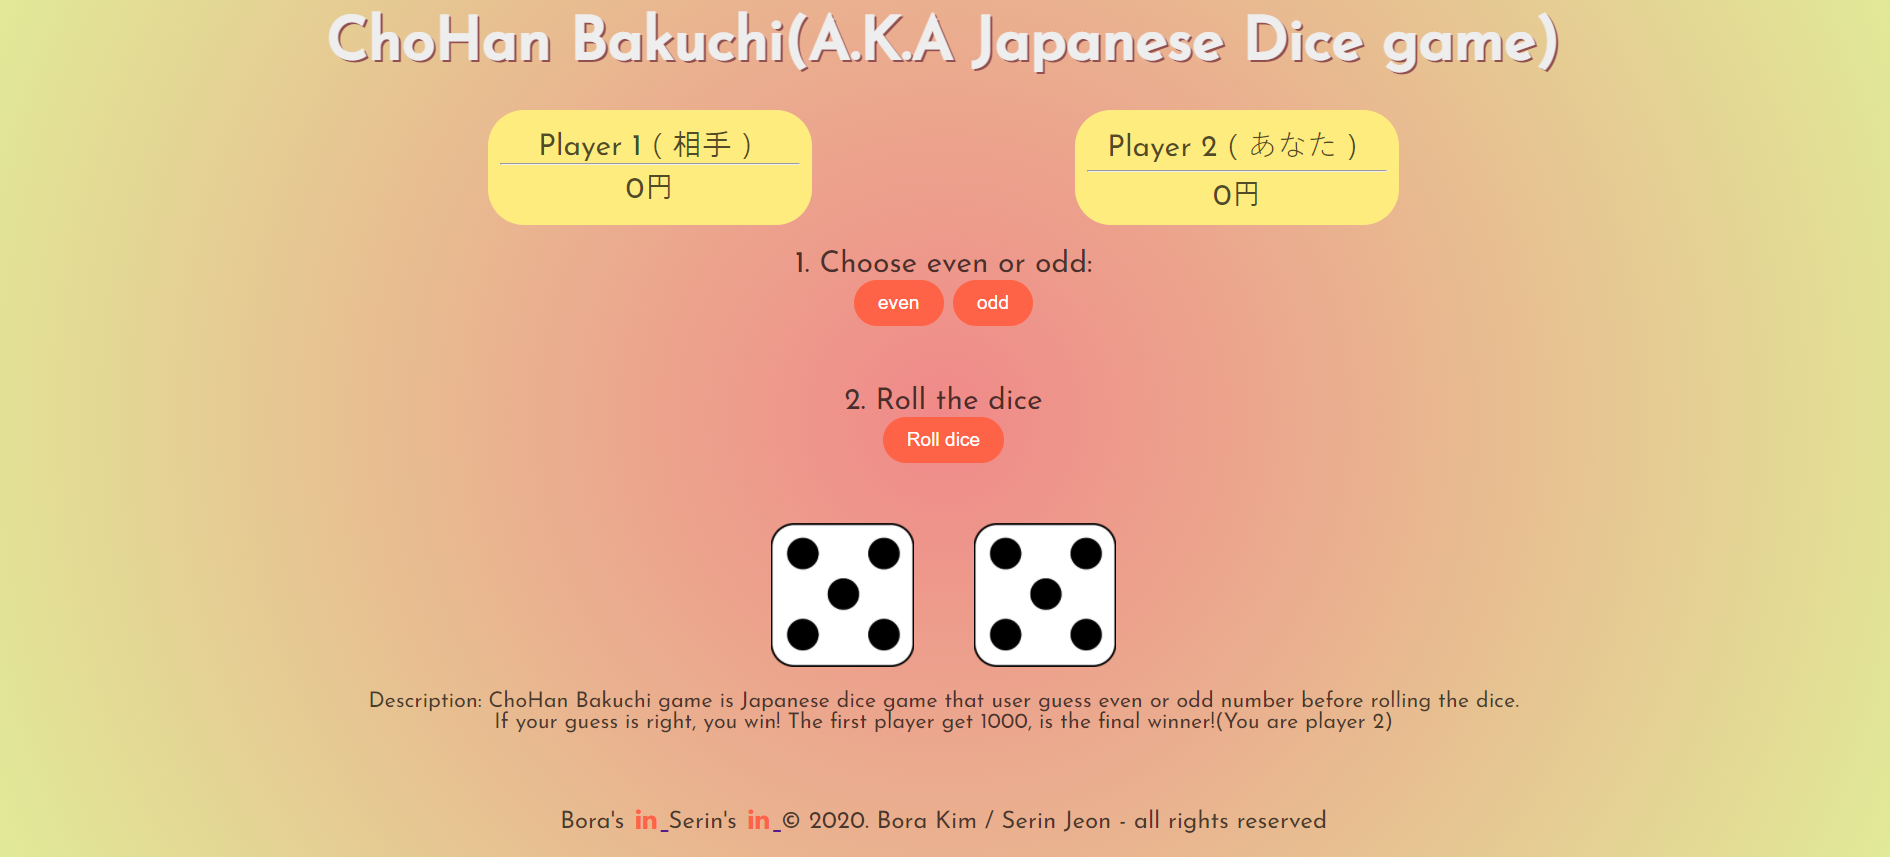 ChoHan Bakuchi(A.K.A Japanese Dice game)
Player 1 ( 相手 )
0円
Player 2 ( あなた )
0円
1. Choose even or odd:
even
odd
2. Roll the dice
Roll dice
Description: ChoHan Bakuchi game is Japanese dice game that user guess even or odd number before rolling the dice.
If your guess is right, you win! The first player get 1000, is the final winner!(You are player 2)
Bora's in Serin's in © 2020. Bora Kim / Serin Jeon - all rights reserved